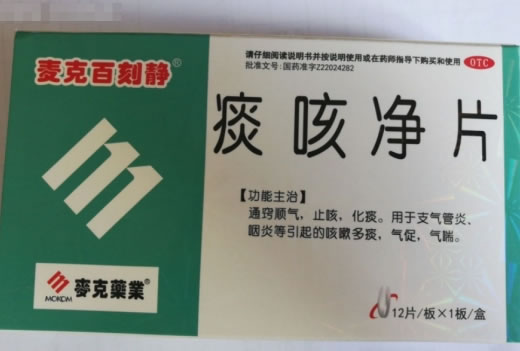 麦克百刻静®
请仔细阅读说明书并按说明使用或在药师指导下购买和使用
OTC
批准文号：国药准字Z22024282
痰咳净片
【功能主治】
通窍顺气，止咳，化痰。用于支气管炎、
咽炎等引起的咳嗽多痰，气促，气喘。
MOKOM
麥克藥業®
12片/板×1板/盒